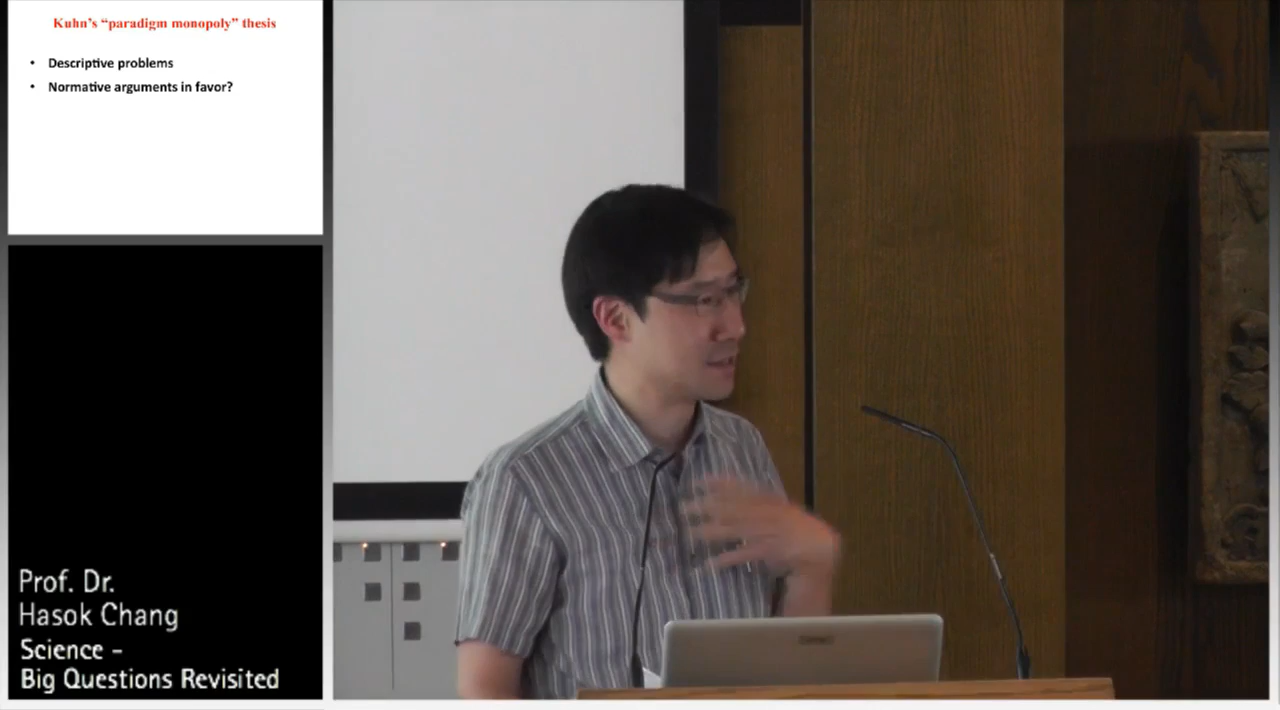 Kuhn's “paradigm monopoly” thesis
• Descriptive problems
• Normative arguments in favor?
Prof. Dr.
Hasok Chang
Science –
Big Questions Revisited